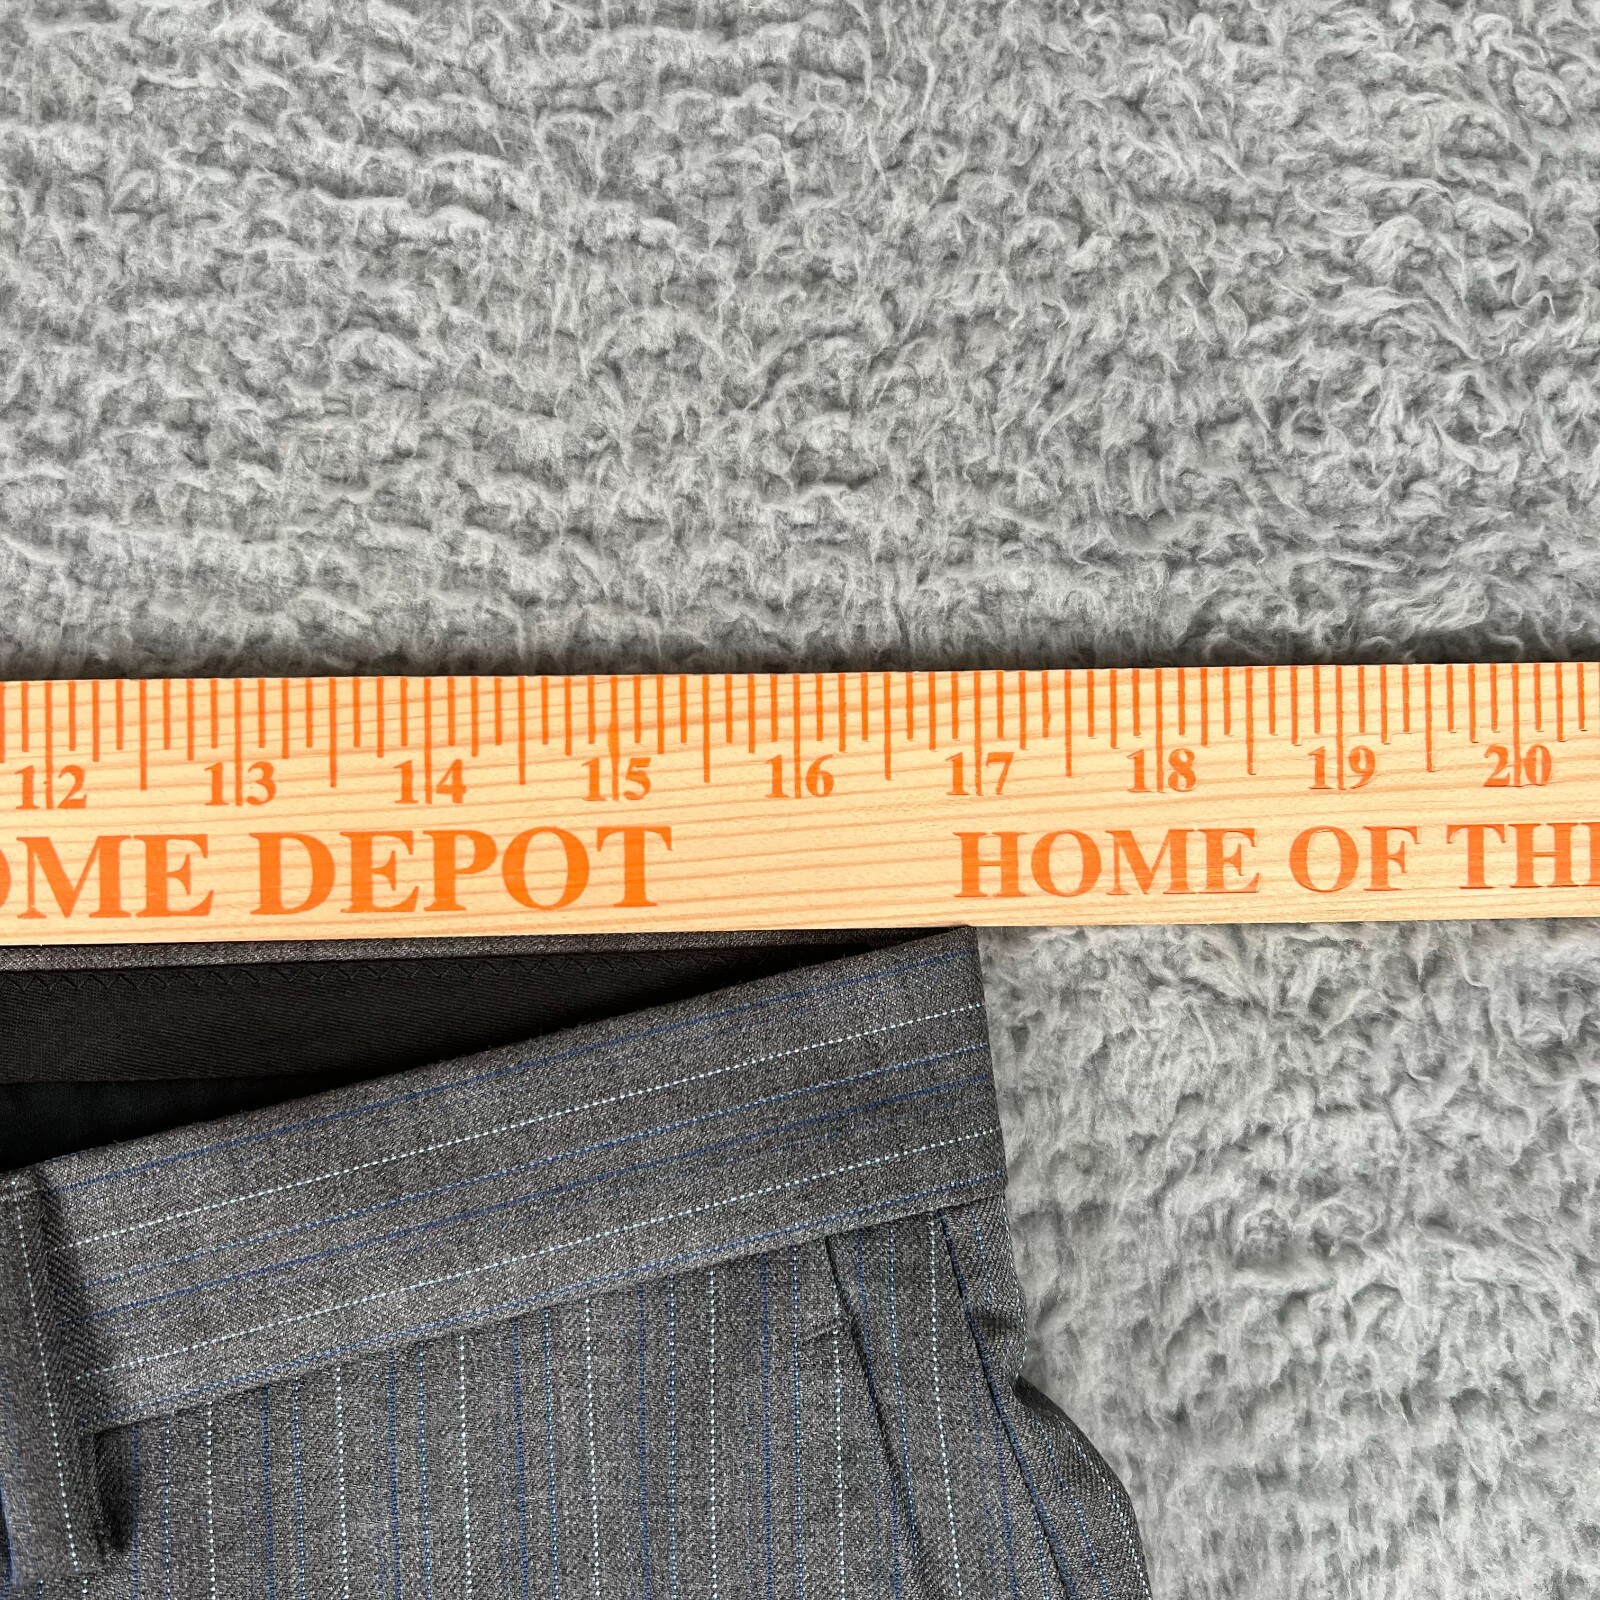 12 13 14 15 16 17 18 19 20
OME DEPOT HOME OF TH